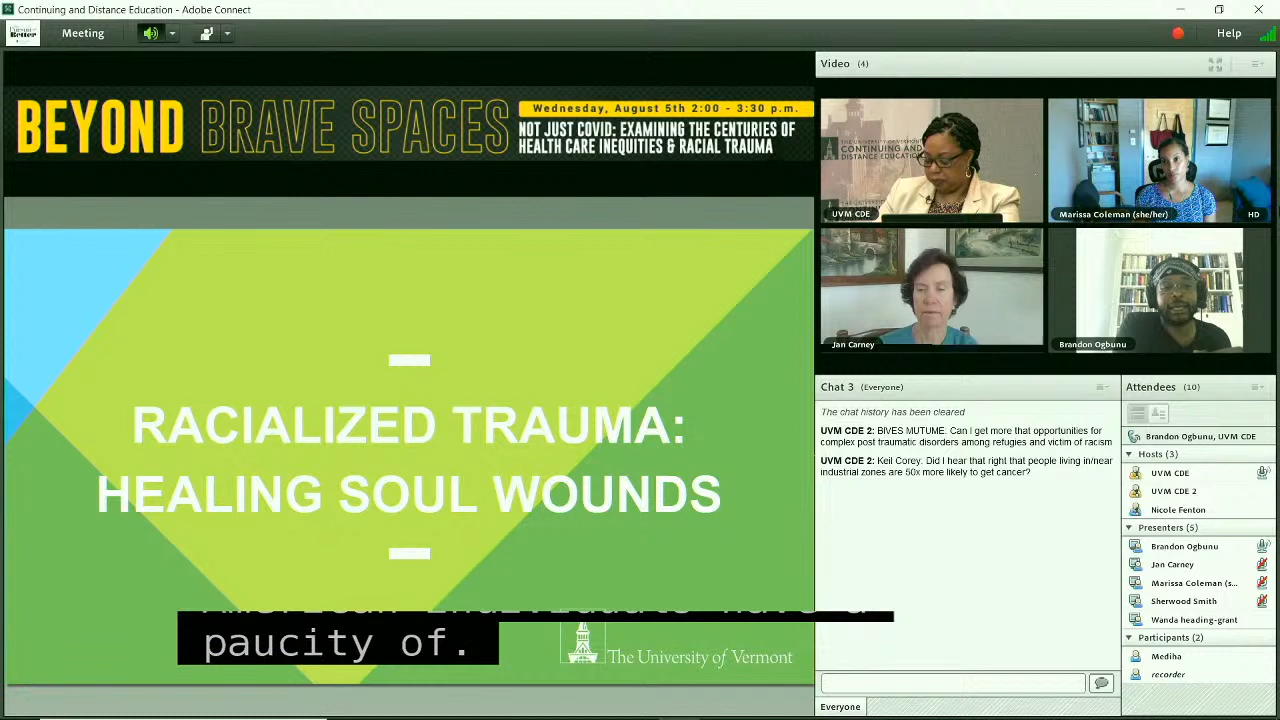 Continuing and Distance Education - Adobe Connect
Meeting
Help
BEYOND BRAVE SPACES
Wednesday, August 5th 2:00 - 3:30 p.m.
NOT JUST COVID: EXAMINING THE CENTURIES OF
HEALTH CARE INEQUITIES & RACIAL TRAUMA
RACIALIZED TRAUMA:
HEALING SOUL WOUNDS
paucity of.
The University of Vermont
Video (4)
CONTINUING AND
DISTANCE EDUCATION
UVM CDE
Marissa Coleman (she/her)
HD
Jan Carney
Brandon Ogbunu
Chat 3 (Everyone)
The chat history has been cleared
UVM CDE 2: BIVES MUTUME: Can I get more that opportunities for
complex post traumatic disorders among refugies and victim of racism
UVM CDE 2: Keil Corey: Did I hear that right that people living in/near
industrial zones are 50x more likely to get cancer?
Everyone
Attendees (10)
Brandon Ogbunu, UVM CDE
Hosts (3)
UVM CDE
UVM CDE 2
Nicole Fenton
Presenters (5)
Brandon Ogbunu
Jan Carney
Marissa Coleman (s...
Sherwood Smith
Wanda heading-grant
Participants (2)
Mediha
recorder